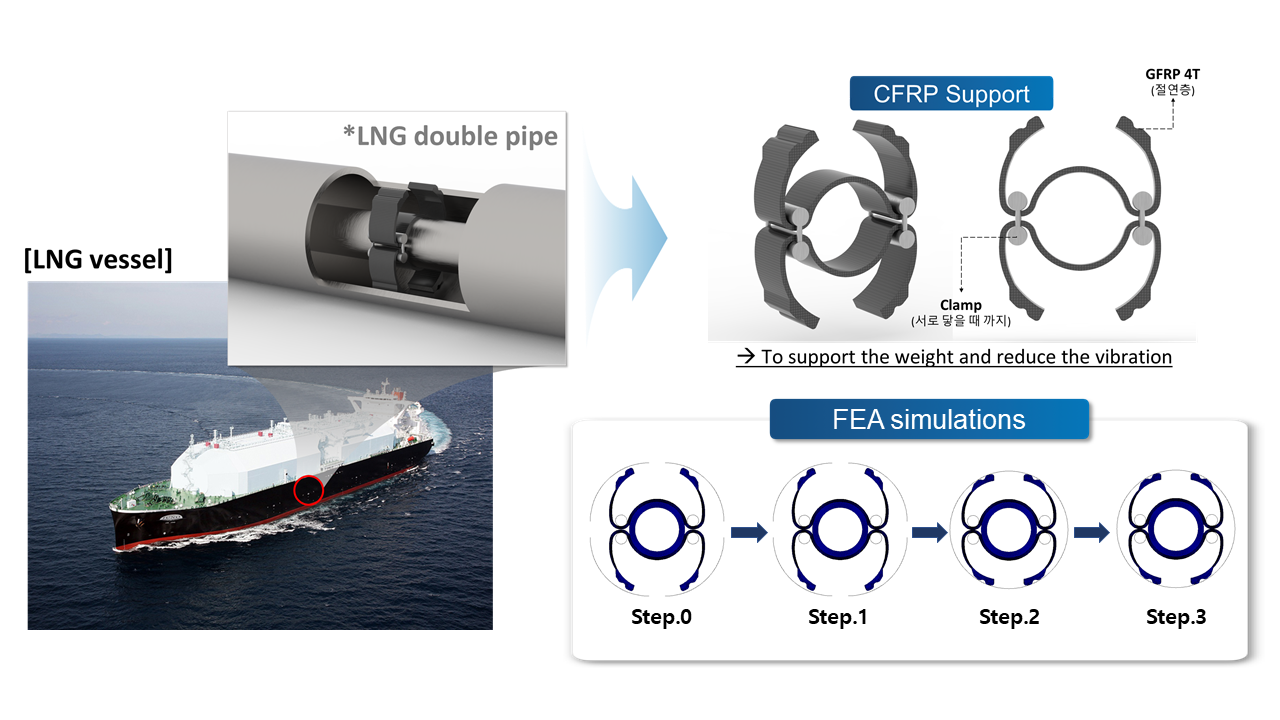 *LNG double pipe
[LNG vessel]
CFRP Support
GFRP 4T
(절연층)
Clamp
(서로 닿을 때 까지)
→ To support the weight and reduce the vibration
FEA simulations
Step.0
Step.1
Step.2
Step.3